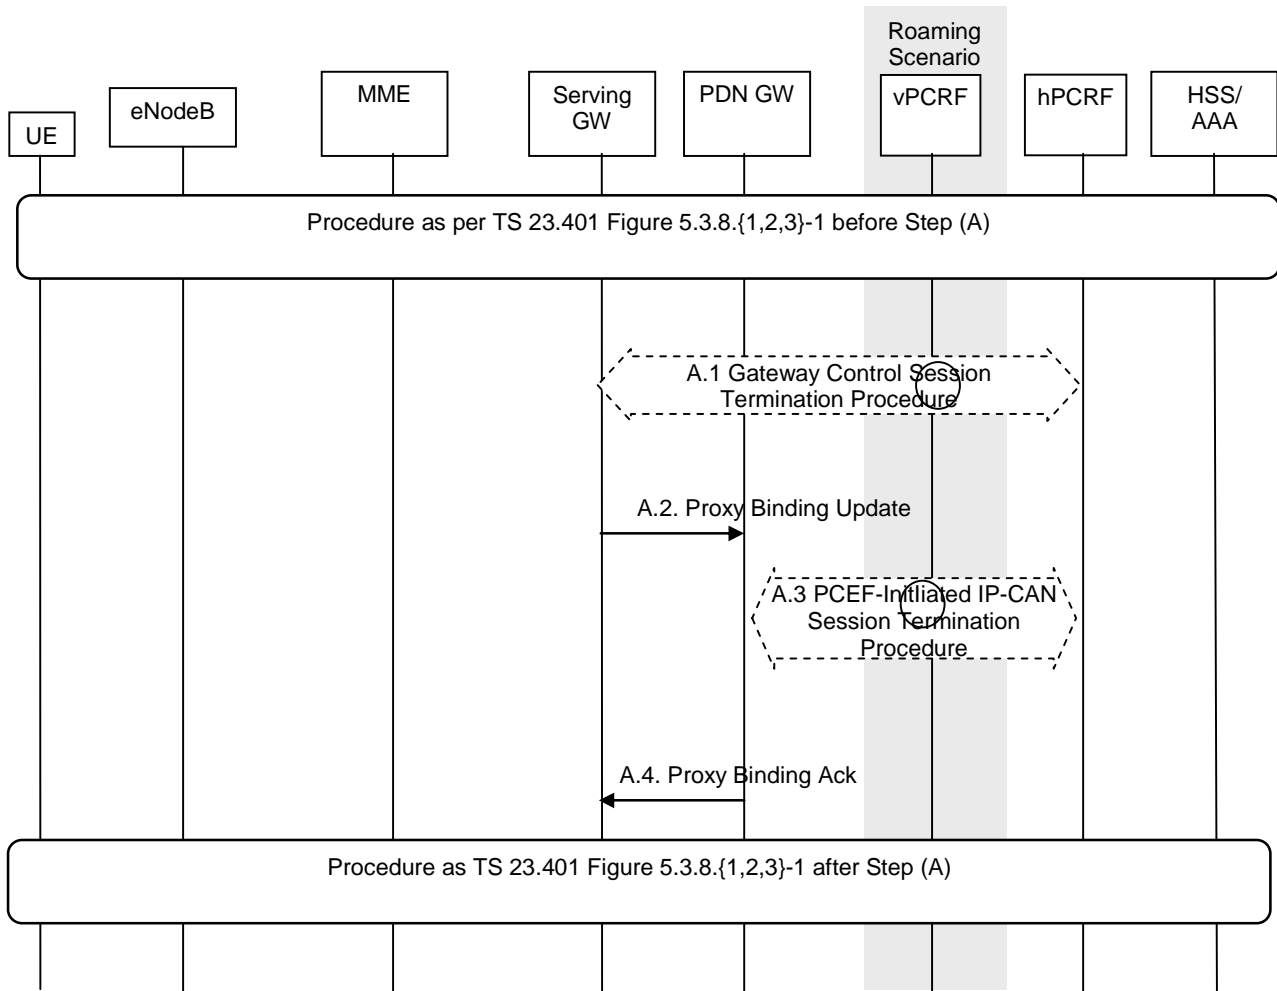 Roaming
Scenario
UE
eNodeB
MME
Serving
GW
PDN GW
vPCRF
hPCRF
HSS/
AAA
Procedure as per TS 23.401 Figure 5.3.8.{1,2,3}-1 before Step (A)
A.1 Gateway Control Session
Termination Procedure
A.2. Proxy Binding Update
A.3 PCEF-Initiated IP-CAN
Session Termination
Procedure
A.4. Proxy Binding Ack
Procedure as TS 23.401 Figure 5.3.8.{1,2,3}-1 after Step (A)